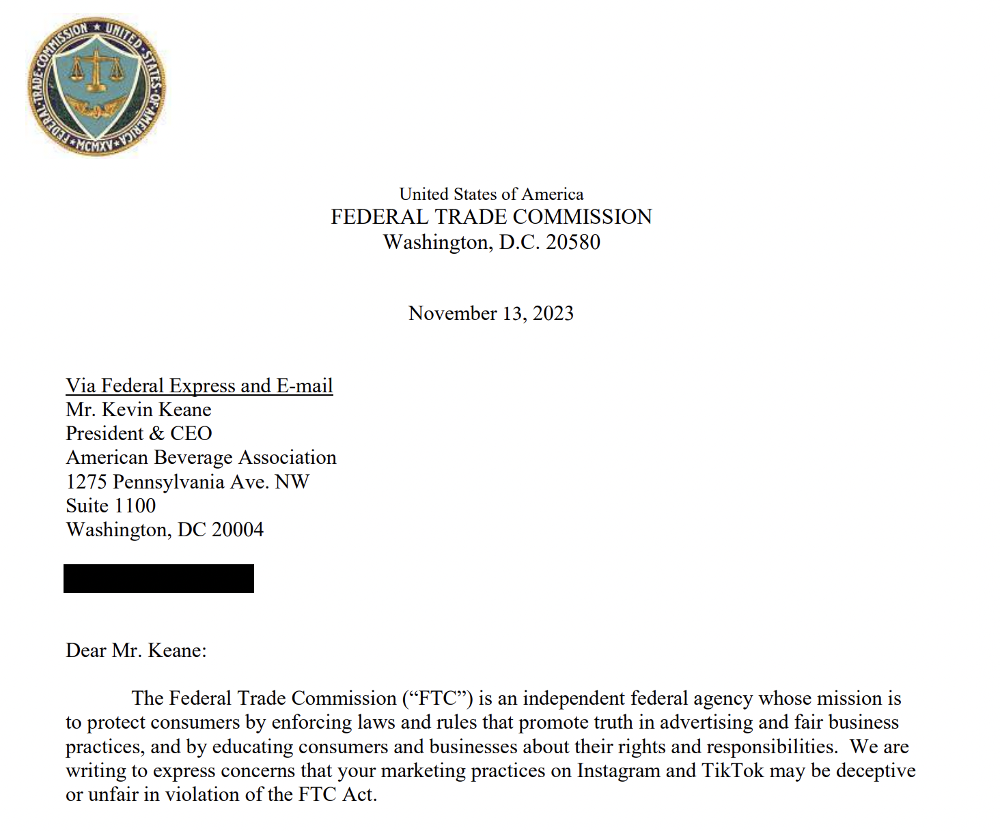 FEDERAL·TRADE·COMMISSION ★ UNITED·STATES·OF·AMERICA
★MCMXV★
United States of America
FEDERAL TRADE COMMISSION
Washington, D.C. 20580
November 13, 2023
Via Federal Express and E-mail
Mr. Kevin Keane
President & CEO
American Beverage Association
1275 Pennsylvania Ave. NW
Suite 1100
Washington, DC 20004
Dear Mr. Keane:
The Federal Trade Commission (“FTC”) is an independent federal agency whose mission is
to protect consumers by enforcing laws and rules that promote truth in advertising and fair business
practices, and by educating consumers and businesses about their rights and responsibilities.  We are
writing to express concerns that your marketing practices on Instagram and TikTok may be deceptive
or unfair in violation of the FTC Act.